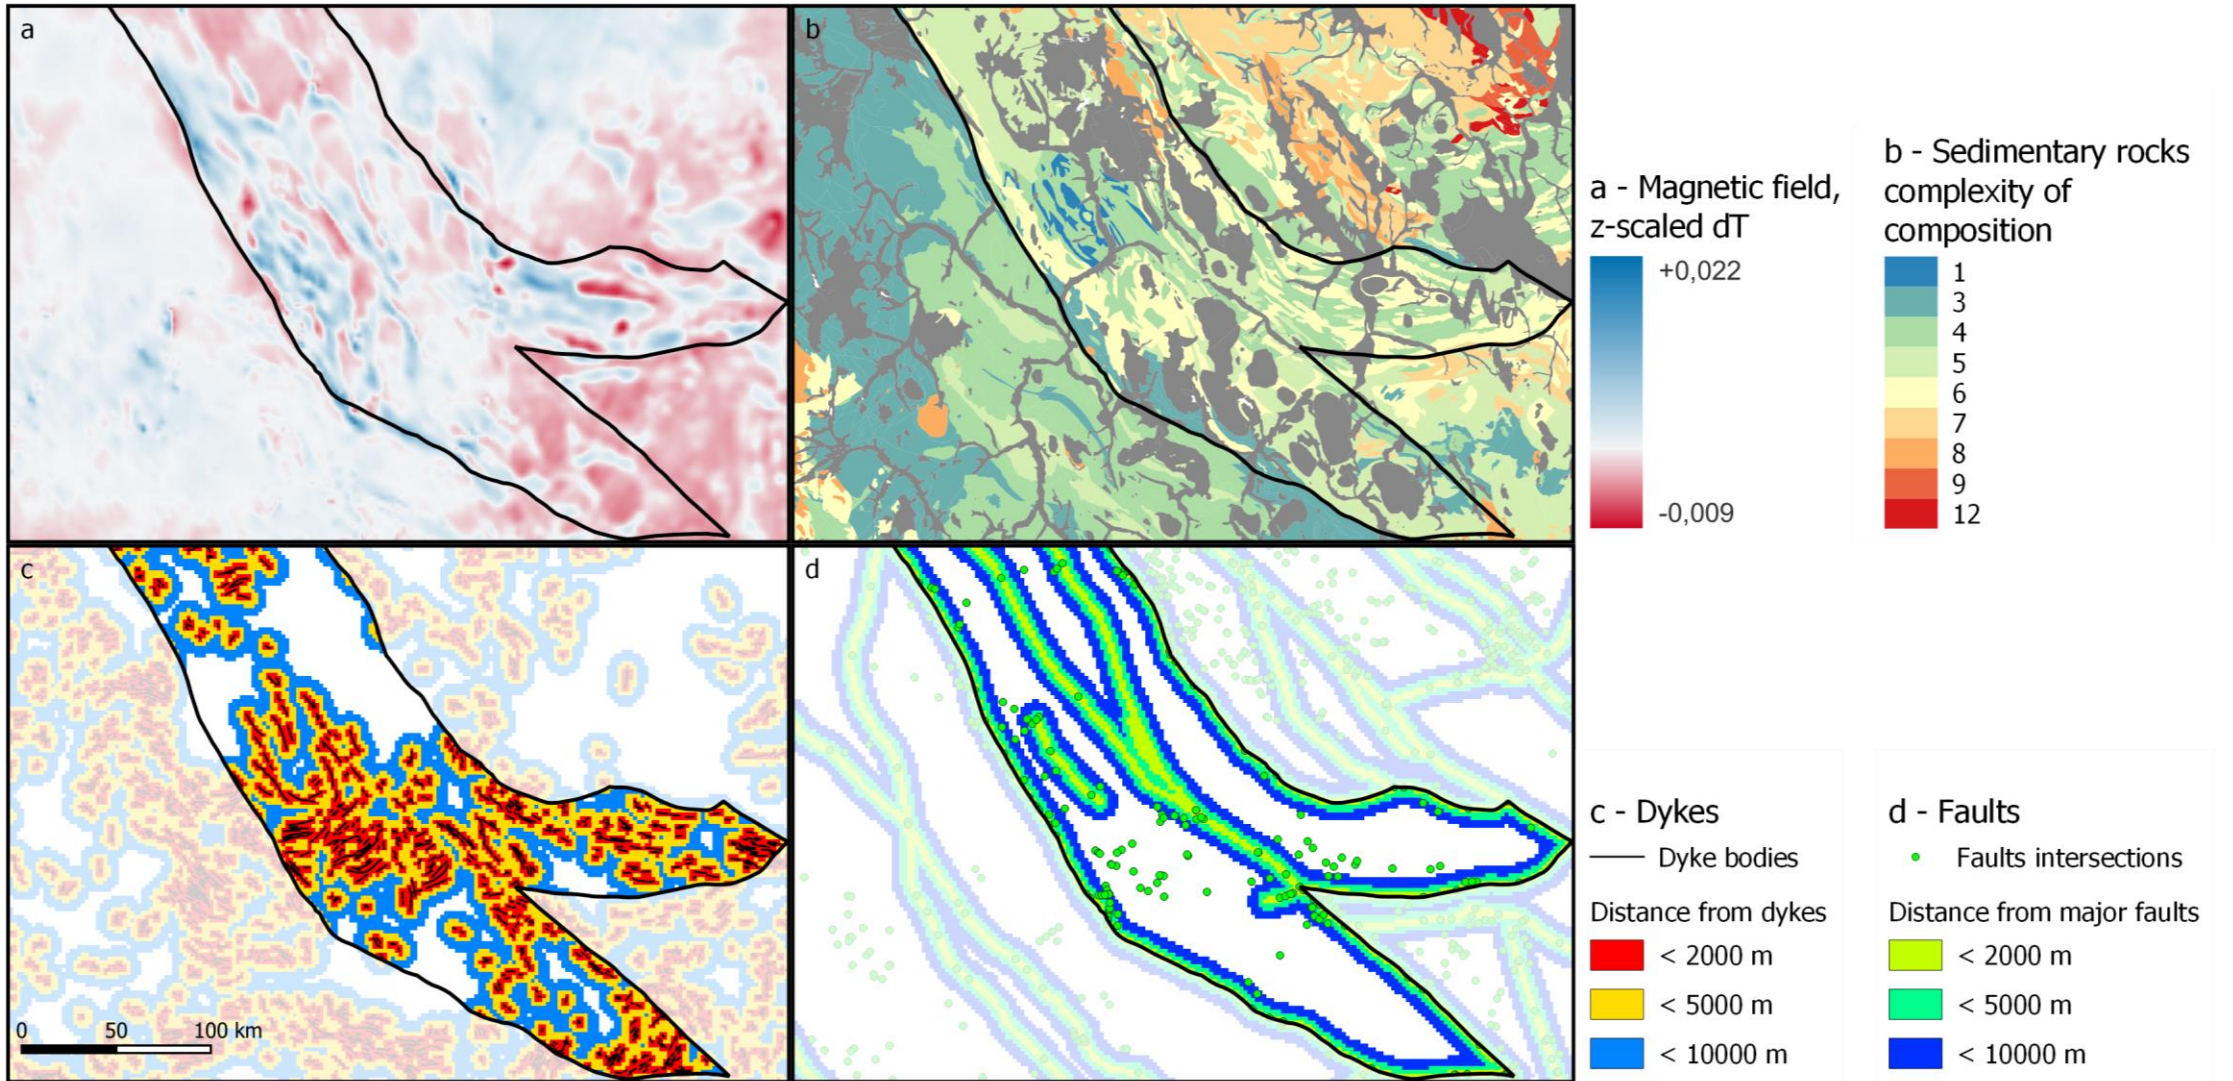 a
b
a - Magnetic field,
z-scaled dT
+0,022
-0,009
b - Sedimentary rocks
complexity of
composition
1
3
4
5
6
7
8
9
12
c
d
0 50 100 km
c - Dykes
Dyke bodies
Distance from dykes
< 2000 m
< 5000 m
< 10000 m
d - Faults
Faults intersections
Distance from major faults
< 2000 m
< 5000 m
< 10000 m